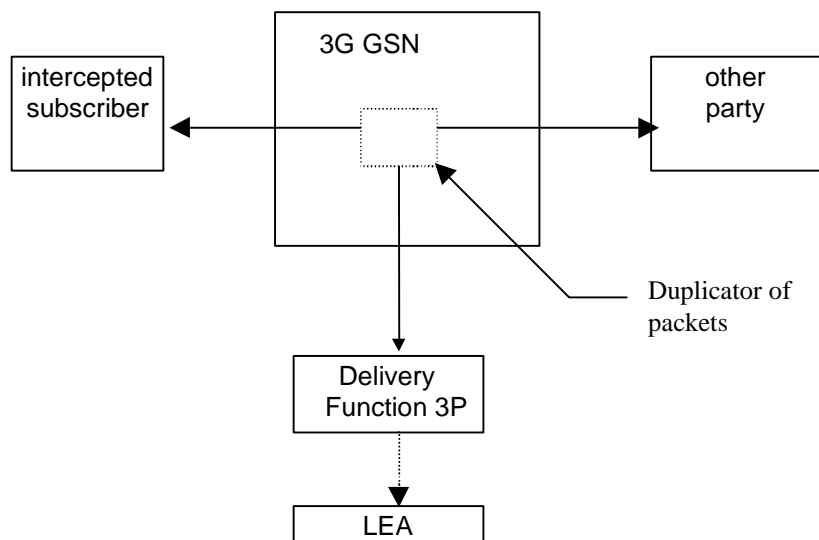 3G GSN
intercepted
subscriber
other
party
Duplicator of
packets
Delivery
Function 3P
LEA